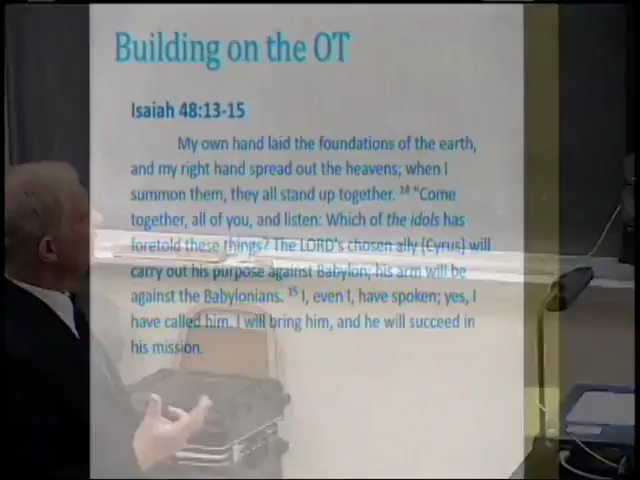 Building on the OT
Isaiah 48:13-15
My own hand laid the foundations of the earth,
and my right hand spread out the heavens; when I
summon them, they all stand up together. 14 "Come
together, all of you, and listen: Which of the idols has
foretold these things? The LORD's chosen ally (Cyrus) will
carry out his purpose against Babylon; his arm will be
against the Babylonians. 15 I, even I, have spoken; yes, I
have called him. I will bring him, and he will succeed in
his mission.